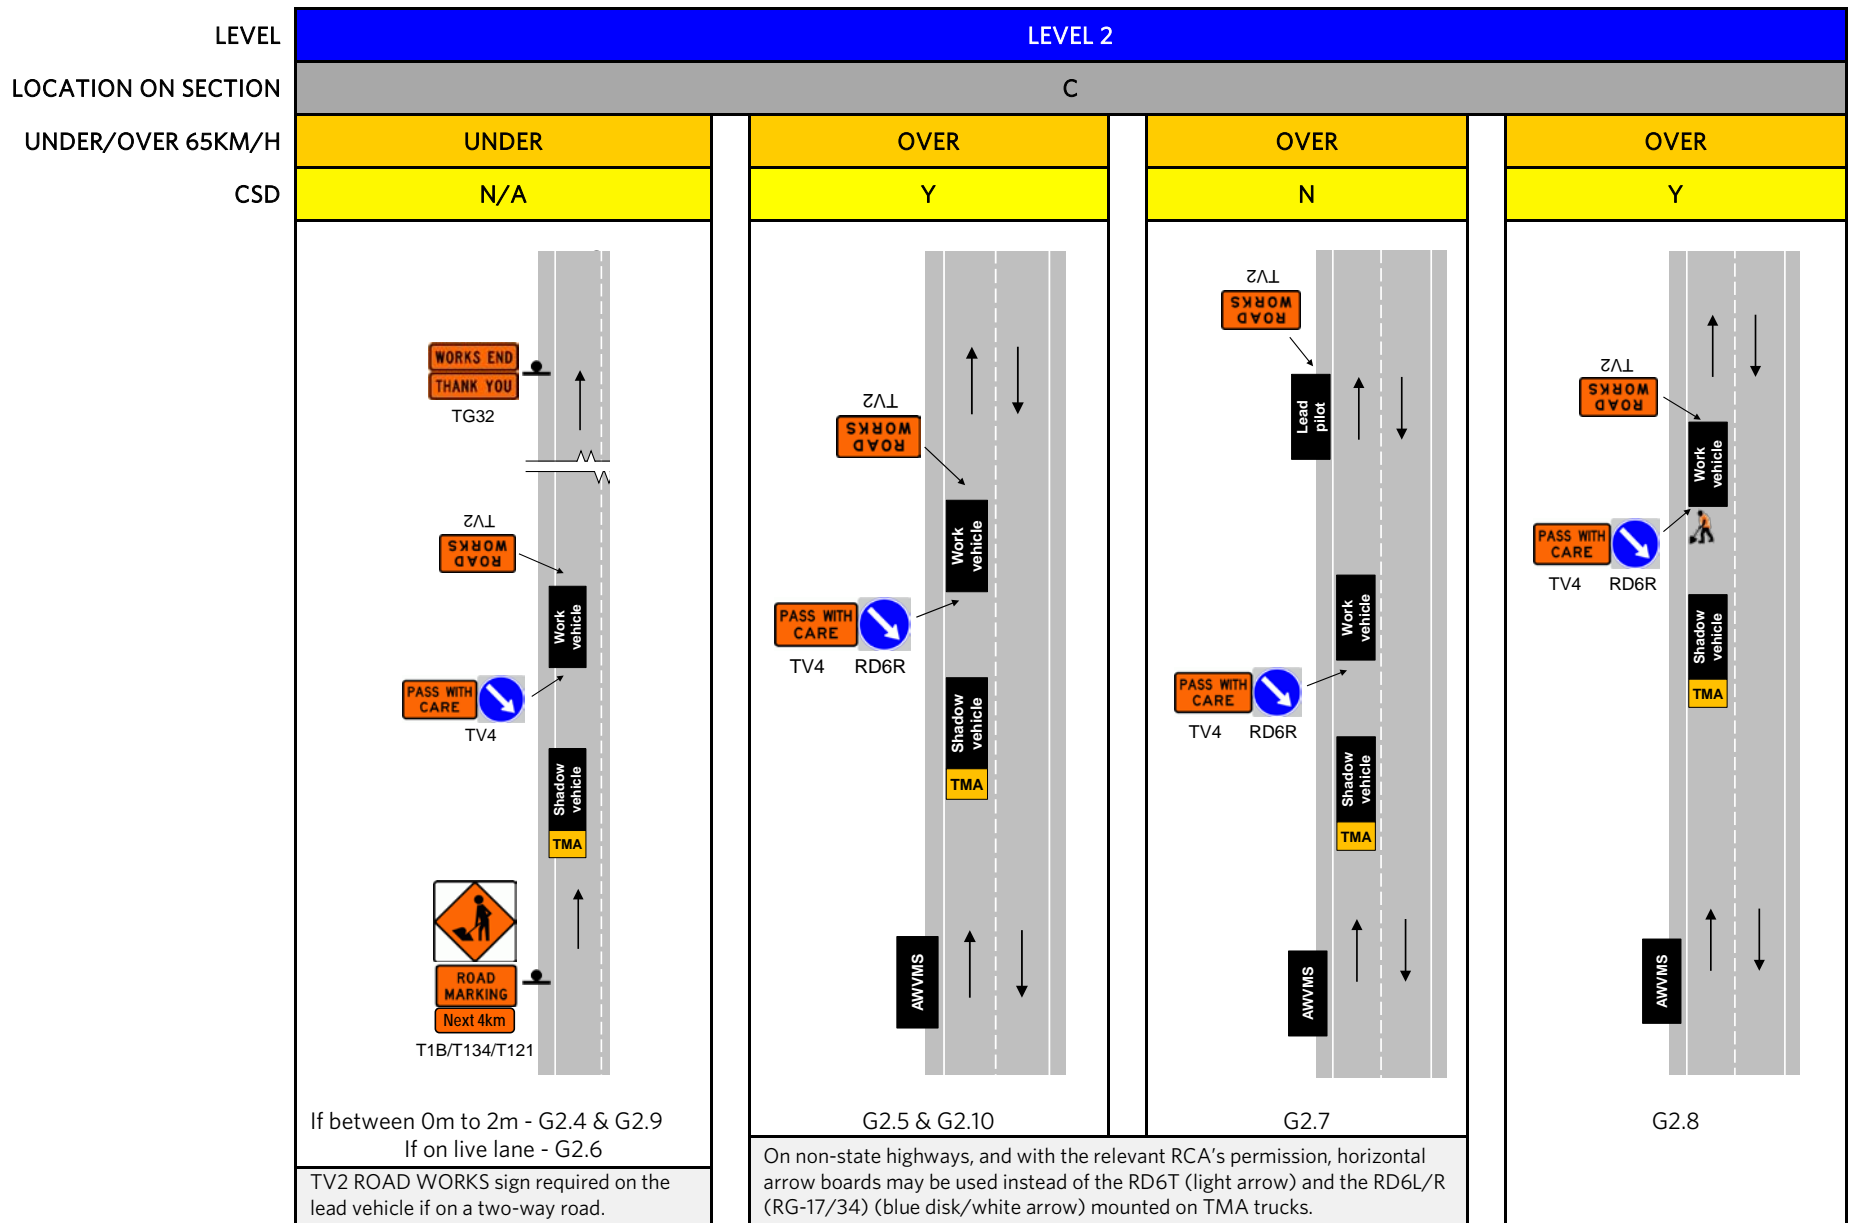 LEVEL
LEVEL 2
LOCATION ON SECTION
C
UNDER/OVER 65KM/H
UNDER
OVER
OVER
OVER
CSD
N/A
Y
N
Y
WORKS END
THANK YOU
TG32
TV2
ROAD
WORKS
Work
vehicle
PASS WITH
CARE
TV4
Shadow
vehicle
TMA
ROAD
MARKING
Next 4km
T1B/T134/T121
If between 0m to 2m - G2.4 & G2.9
If on live lane - G2.6
TV2 ROAD WORKS sign required on the
lead vehicle if on a two-way road.
TV2
ROAD
WORKS
Work
vehicle
PASS WITH
CARE
TV4 RD6R
Shadow
vehicle
TMA
AWVMS
G2.5 & G2.10
TV2
ROAD
WORKS
Lead
pilot
Work
vehicle
PASS WITH
CARE
TV4 RD6R
Shadow
vehicle
TMA
AWVMS
G2.7
On non-state highways, and with the relevant RCA's permission, horizontal
arrow boards may be used instead of the RD6T (light arrow) and the RD6L/R
(RG-17/34) (blue disk/white arrow) mounted on TMA trucks.
TV2
ROAD
WORKS
Work
vehicle
PASS WITH
CARE
TV4 RD6R
Shadow
vehicle
TMA
AWVMS
G2.8